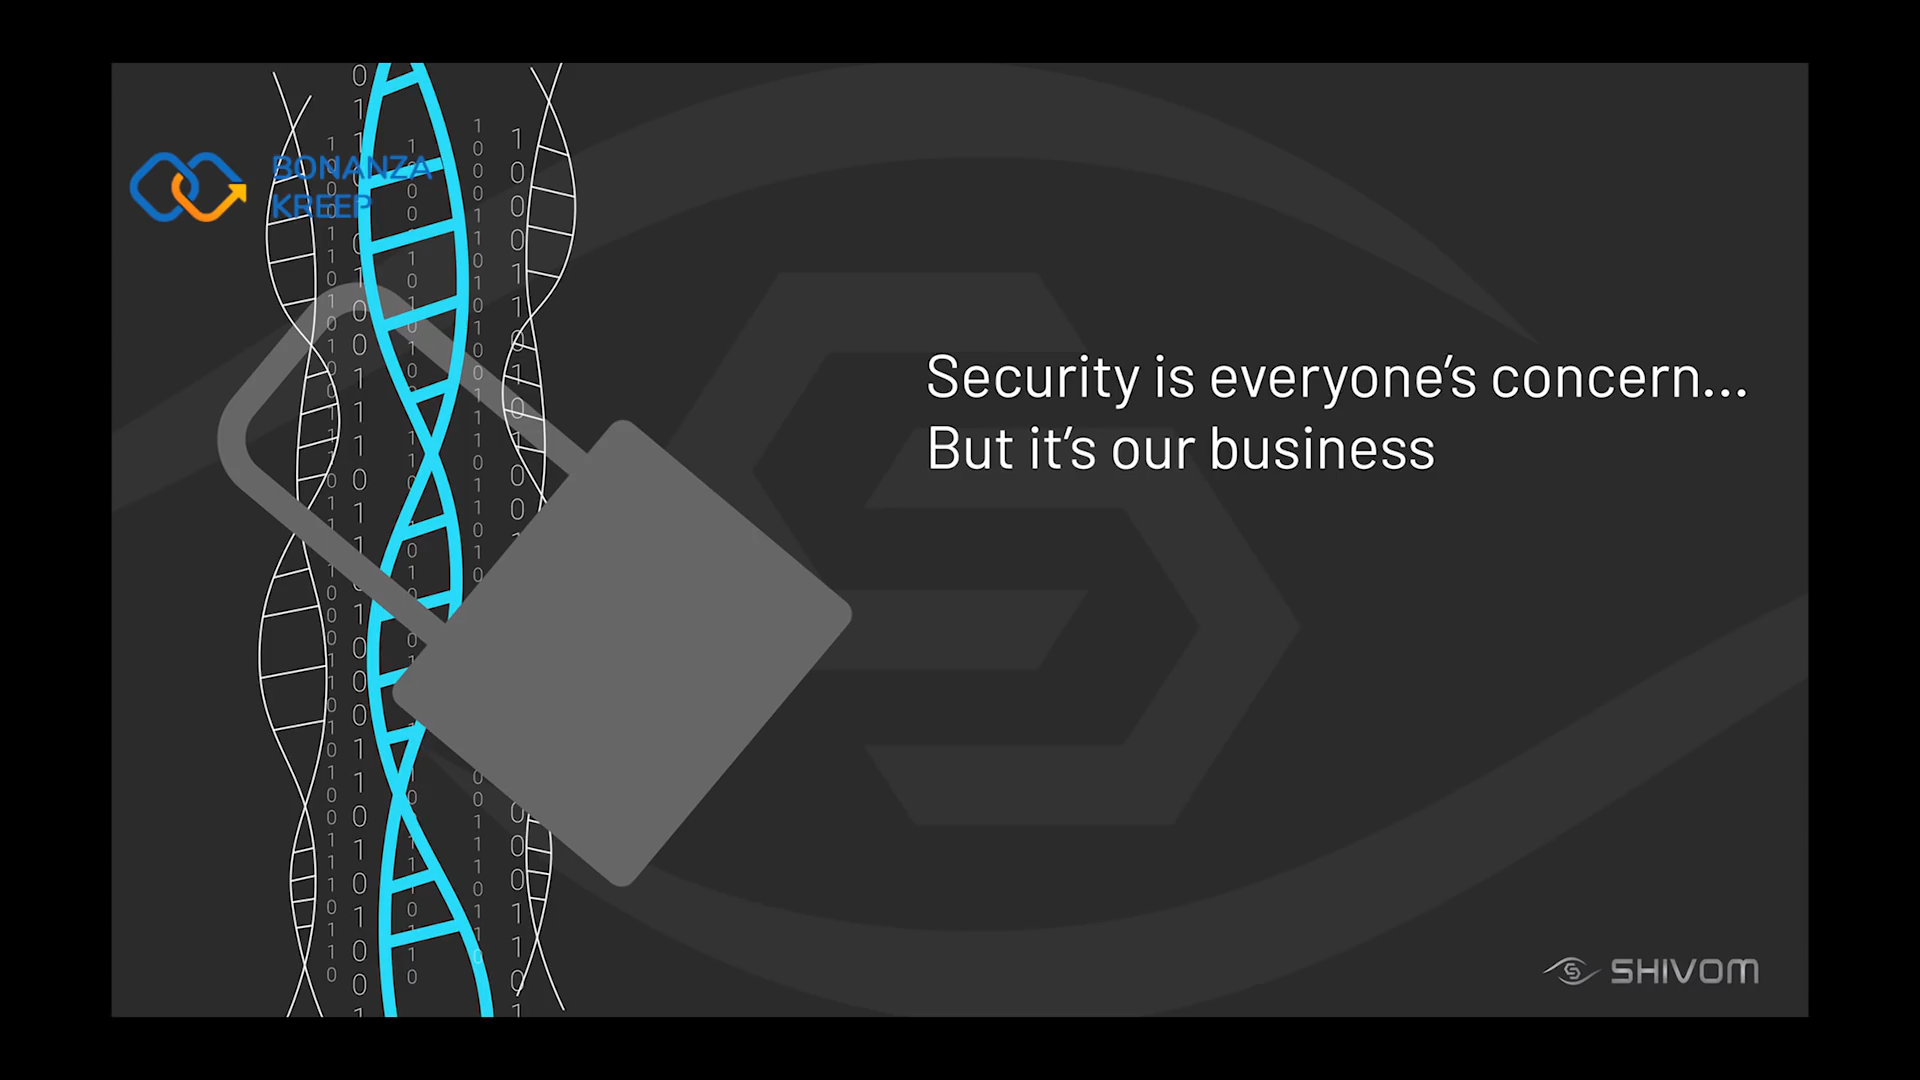 BONANZA
KREEP
Security is everyone’s concern...
But it’s our business
SHIVOM